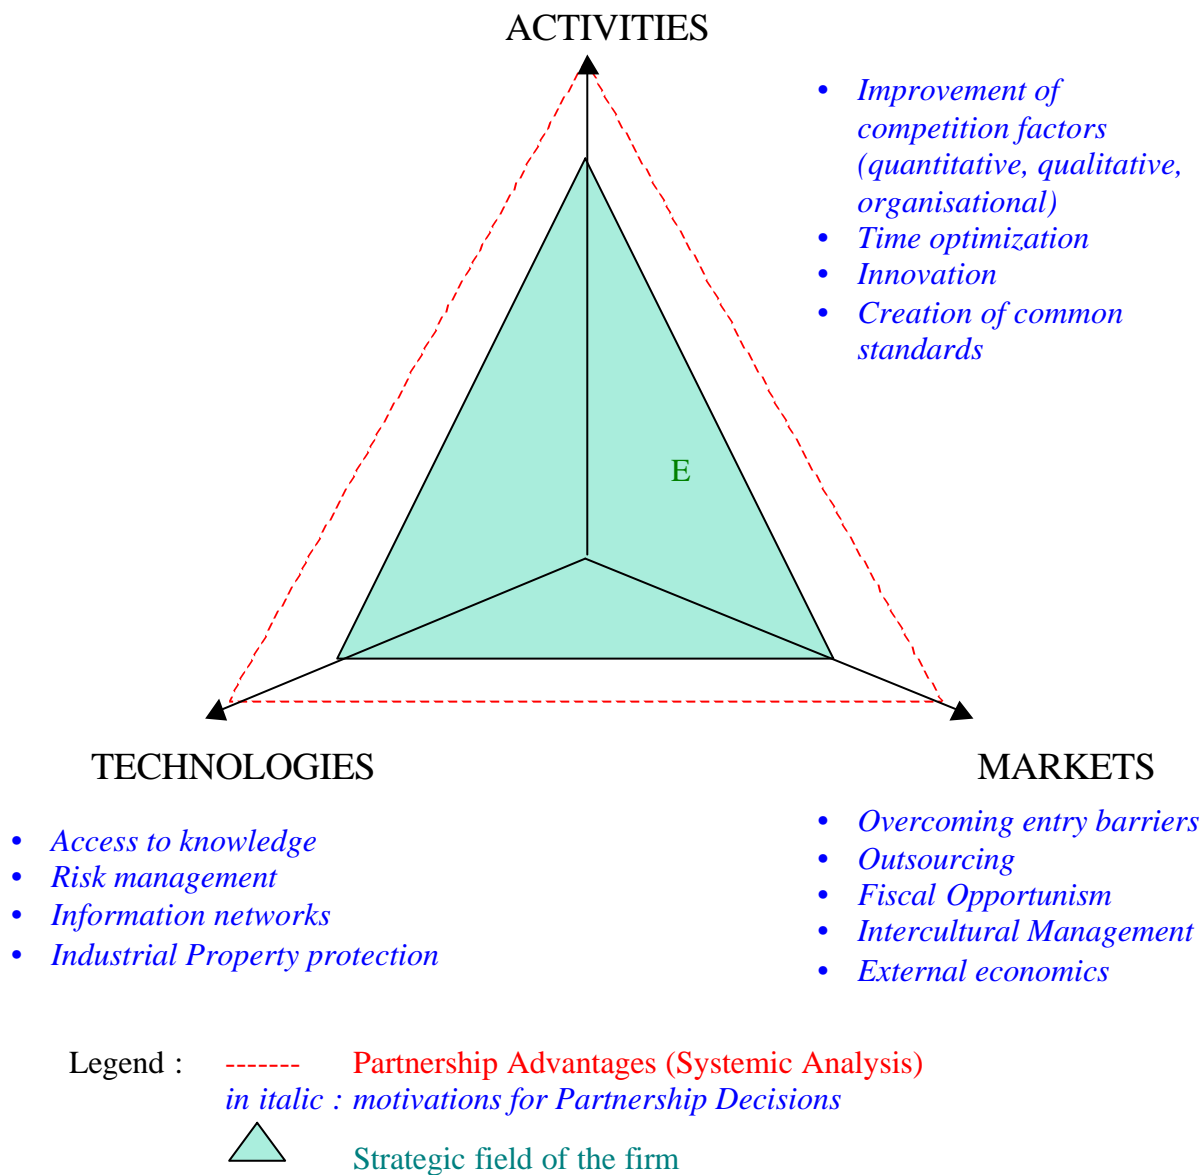 ACTIVITIES
• Improvement of
competition factors
(quantitative, qualitative,
organisational)
• Time optimization
• Innovation
• Creation of common
standards
E
TECHNOLOGIES
• Access to knowledge
• Risk management
• Information networks
• Industrial Property protection
MARKETS
• Overcoming entry barriers
• Outsourcing
• Fiscal Opportunism
• Intercultural Management
• External economics
Legend : ------- Partnership Advantages (Systemic Analysis)
in italic : motivations for Partnership Decisions
Strategic field of the firm